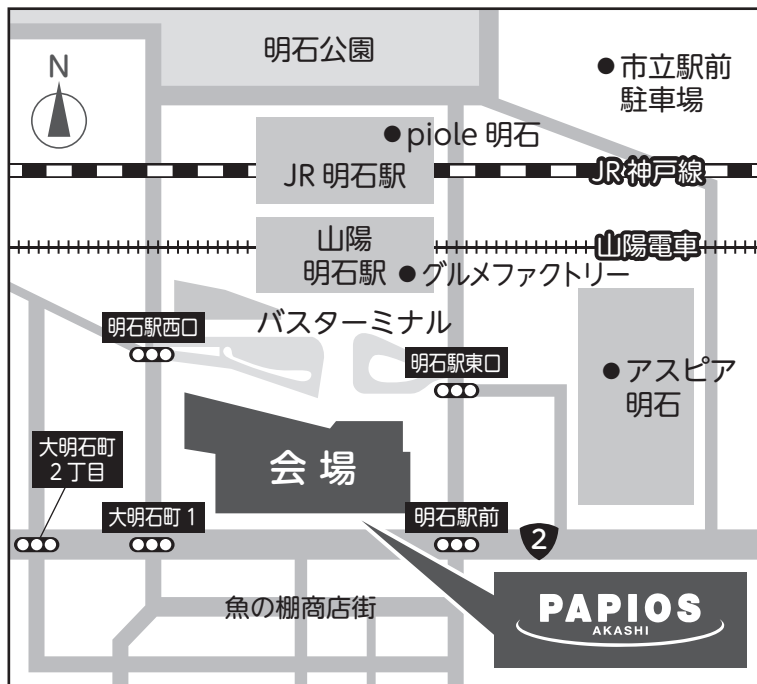 明石公園
N
●市立駅前
駐車場
●piole 明石
JR 明石駅
JR 神戸線
山陽
明石駅
山陽電車
●グルメファクトリー
バスターミナル
明石駅西口
明石駅東口
●アスピア
明石
会場
大明石町
2丁目
大明石町 1
明石駅前
2
魚の棚商店街
PAPIOS
AKASHI